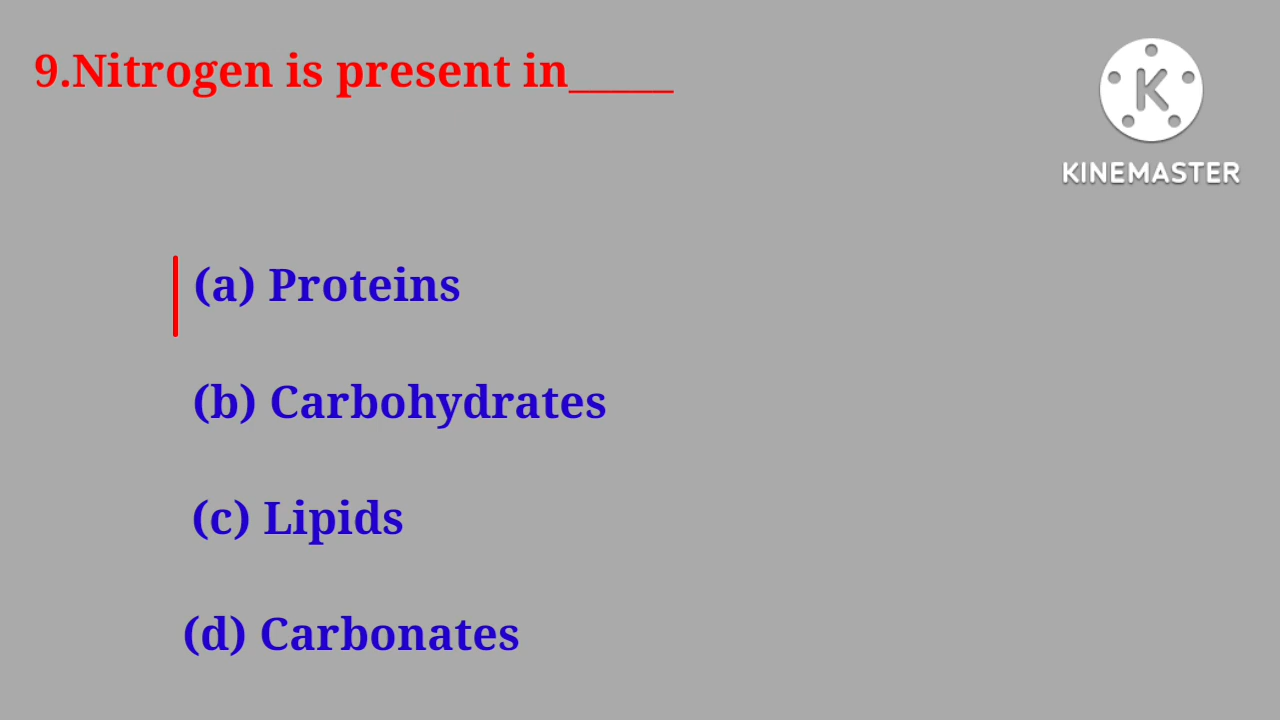 9.Nitrogen is present in_____
KINEMASTER
(a) Proteins
(b) Carbohydrates
(c) Lipids
(d) Carbonates